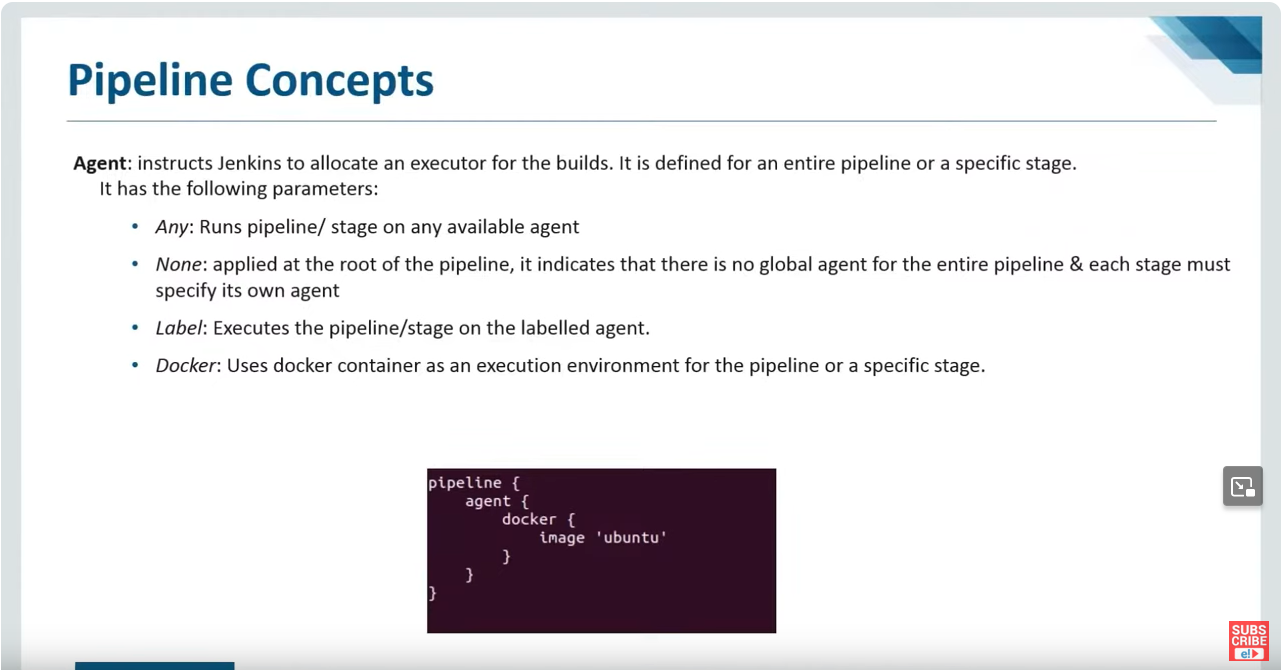 Pipeline Concepts
Agent: instructs Jenkins to allocate an executor for the builds. It is defined for an entire pipeline or a specific stage.
It has the following parameters:
• Any: Runs pipeline/ stage on any available agent
• None: applied at the root of the pipeline, it indicates that there is no global agent for the entire pipeline & each stage must
specify its own agent
• Label: Executes the pipeline/stage on the labelled agent.
• Docker: Uses docker container as an execution environment for the pipeline or a specific stage.
pipeline {
    agent {
        docker {
            image 'ubuntu'
        }
    }
}
SUBS
CRIBE
e!